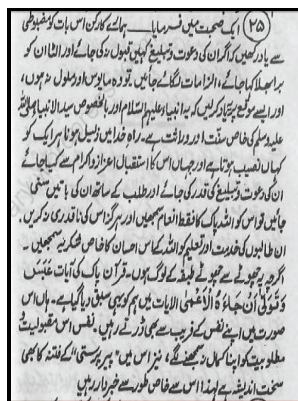 (۲۵) ایک صحبت میں فرمایا ـــــ ہمارے کارکن اس بات کو مضبوطی
سے یاد رکھیں کہ اگر ان کی دعوت و تبلیغ کہیں قبول نہ کی جائے اور الٹا ان کو
برا بھلا کہا جائے، الزامات لگائے جائیں تو وہ مایوس اور ملول نہ ہوں،
اور ایسے موقع پر یہ یاد کرلیں کہ یہ انبیاء علیہم السلام اور بالخصوص سید الانبیاء صلی اللہ
علیہ وسلم کی خاص سنت اور وراثت ہے۔ راہ خدا میں ذلیل ہونا ہر ایک کو
کہاں نصیب ہوتا ہے اور جہاں اس کا استقبال اعزاز و اکرام سے کیا جائے
ان کی دعوت و تبلیغ کی قدر کی جائے اور طلب کے ساتھ ان کی باتیں سنی
جائیں تو اس کو اللہ پاک کا فقط انعام سمجھیں اور ہرگز اس کی ناقدری نہ کریں
ان طالبوں کی خدمت اور تعلیم کو اللہ کے اس احسان کا خاص شکریہ سمجھیں۔
اگرچہ یہ چھوٹے سے چھوٹے طبقہ کے لوگ ہوں۔ قرآن پاک کی آیات عَبَسَ
وَتَوَلّٰی اَنْ جَاءَهُ الْاَعْمٰی الایات میں ہم کو یہی سبق دیا گیا ہے۔ ہاں اس
صورت میں اپنے نفس کے فریب سے بھی ڈرتے رہیں۔ نفس اس مقبولیت و
مطلوبیت کو اپنا کمال نہ سمجھنے لگے، نیز اس میں "پیر پرستی" کے فتنہ کا بھی
سخت اندیشہ ہے لہذا اس سے خاص طور سے خبردار رہیں